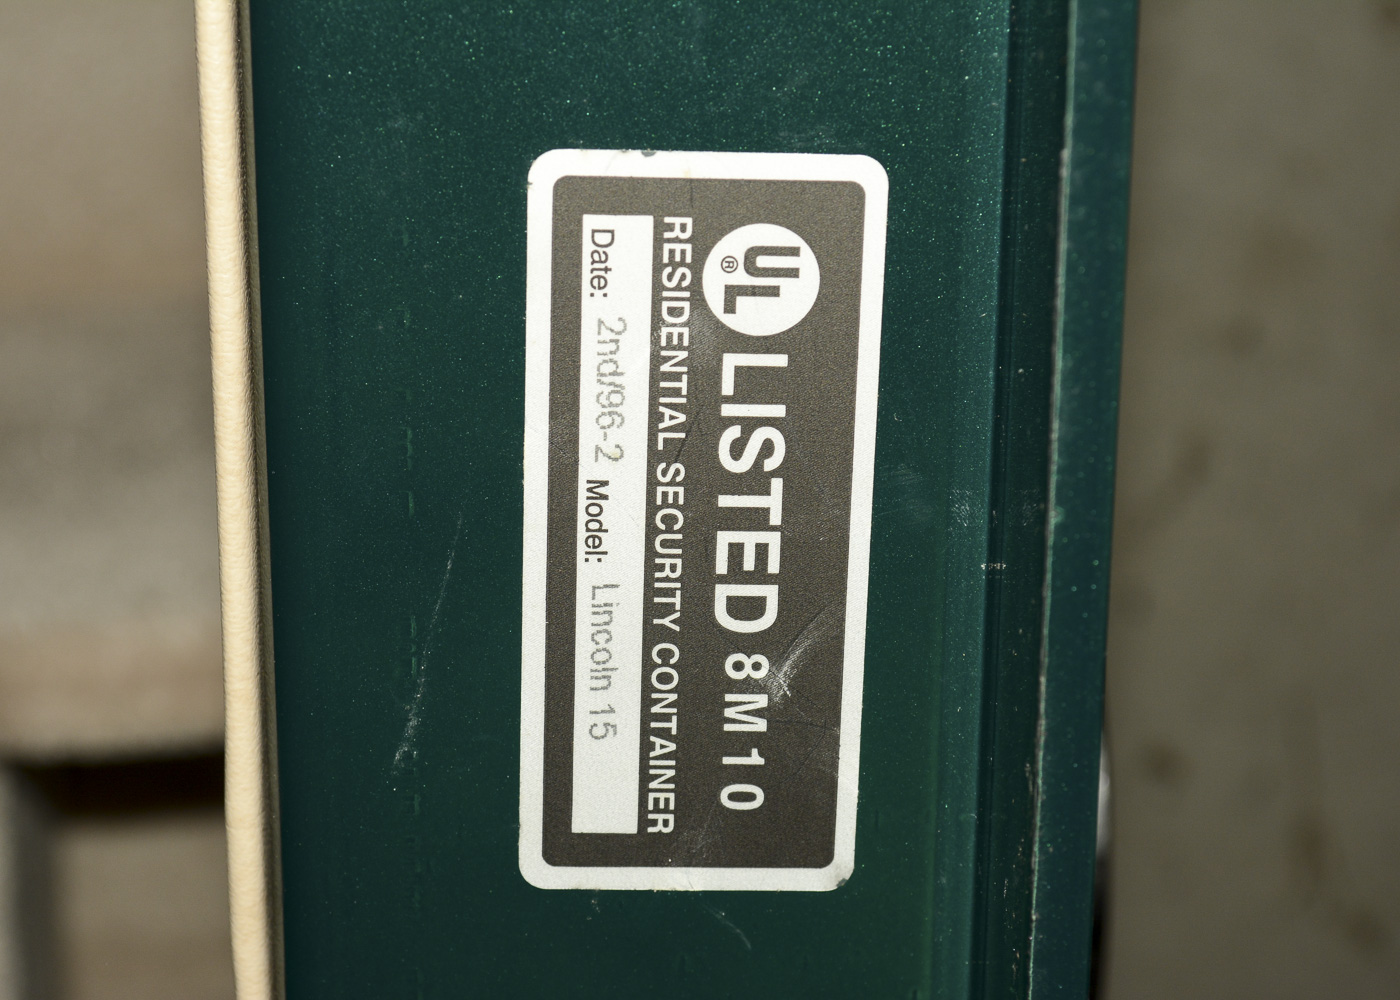 UL® LISTED 8M10
RESIDENTIAL SECURITY CONTAINER
Date: 2nd/96-2 Model: Lincoln 15